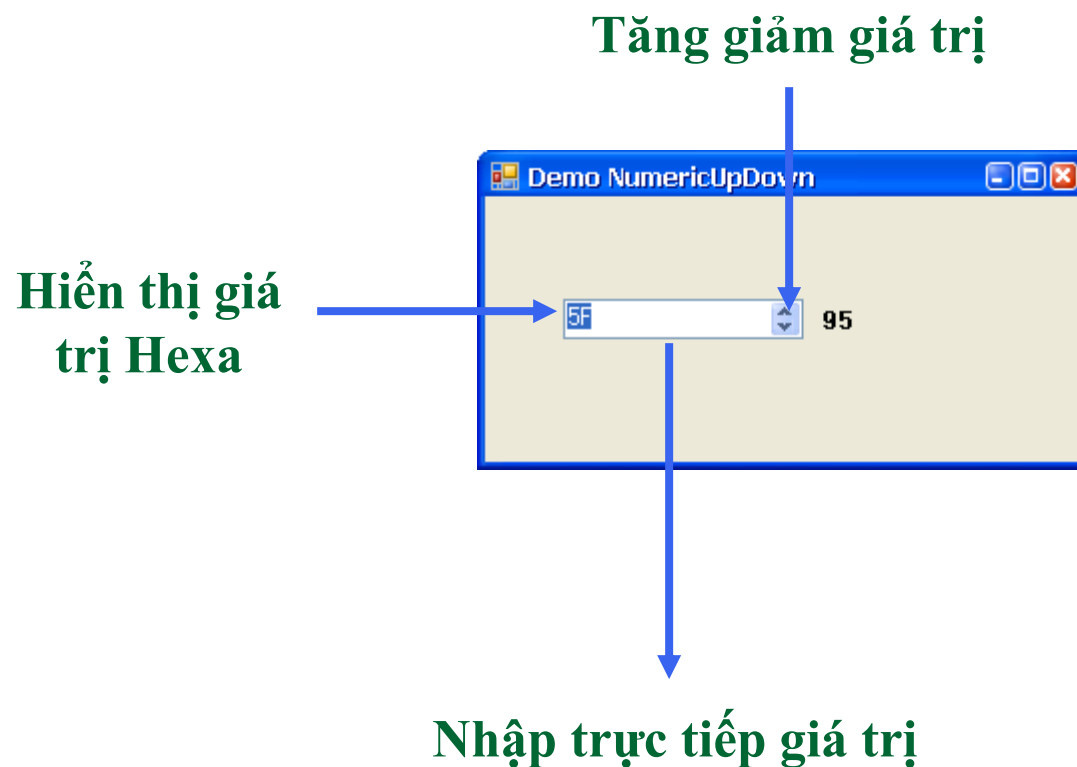 Tăng giảm giá trị
Demo NumericUpDown
Hiển thị giá
trị Hexa
5F
95
Nhập trực tiếp giá trị